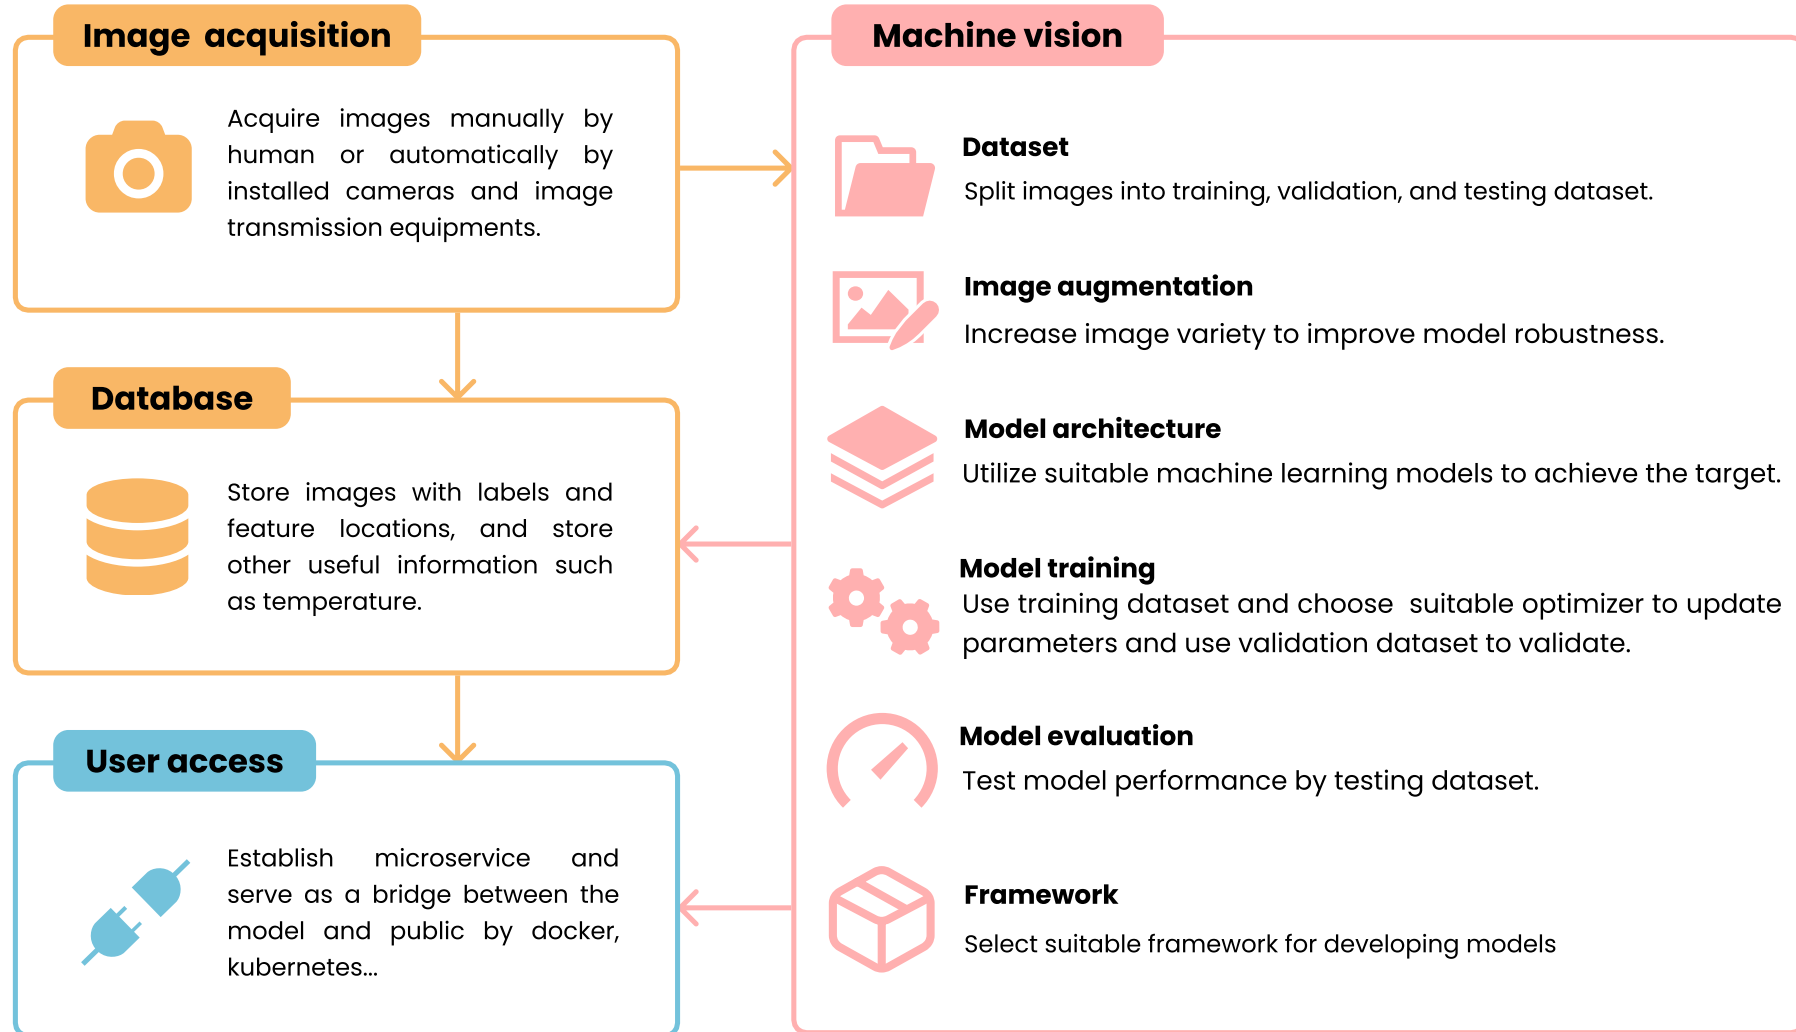 Image acquisition
Acquire images manually by
human or automatically by
installed cameras and image
transmission equipments.
Database
Store images with labels and
feature locations, and store
other useful information such
as temperature.
User access
Establish microservice and
serve as a bridge between the
model and public by docker,
kubernetes...
Machine vision
Dataset
Split images into training, validation, and testing dataset.
Image augmentation
Increase image variety to improve model robustness.
Model architecture
Utilize suitable machine learning models to achieve the target.
Model training
Use training dataset and choose suitable optimizer to update
parameters and use validation dataset to validate.
Model evaluation
Test model performance by testing dataset.
Framework
Select suitable framework for developing models